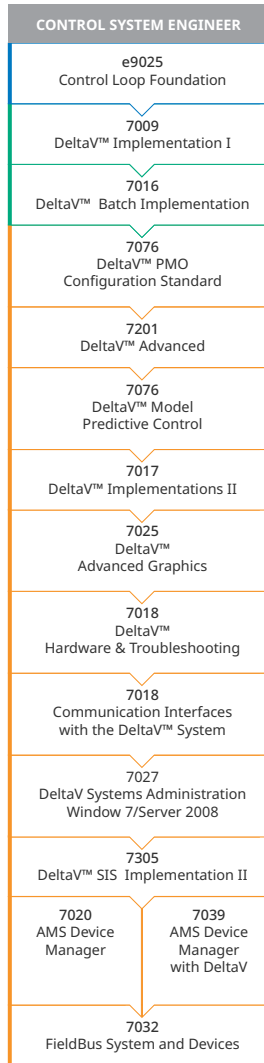 CONTROL SYSTEM ENGINEER
e9025
Control Loop Foundation
7009
DeltaV™ Implementation I
7016
DeltaV™ Batch Implementation
7076
DeltaV™ PMO
Configuration Standard
7201
DeltaV™ Advanced
7076
DeltaV™ Model
Predictive Control
7017
DeltaV™ Implementations II
7025
DeltaV™
Advanced Graphics
7018
DeltaV™
Hardware & Troubleshooting
7018
Communication Interfaces
with the DeltaV™ System
7027
DeltaV Systems Administration
Window 7/Server 2008
7305
DeltaV™ SIS Implementation II
7020
AMS Device
Manager
7039
AMS Device
Manager
with DeltaV
7032
FieldBus System and Devices